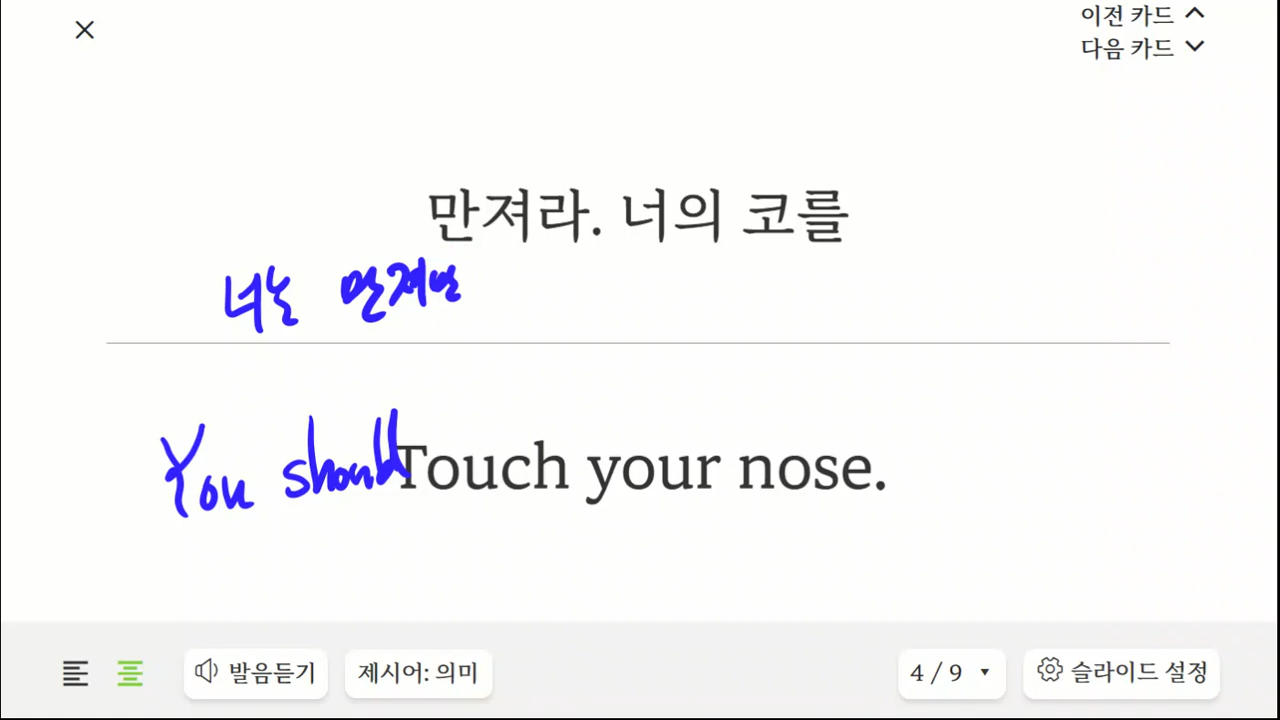 이전 카드
다음 카드
만져라. 너의 코를
너는 만져만
You should
Touch your nose.
발음듣기
제시어: 의미
4 / 9
슬라이드 설정